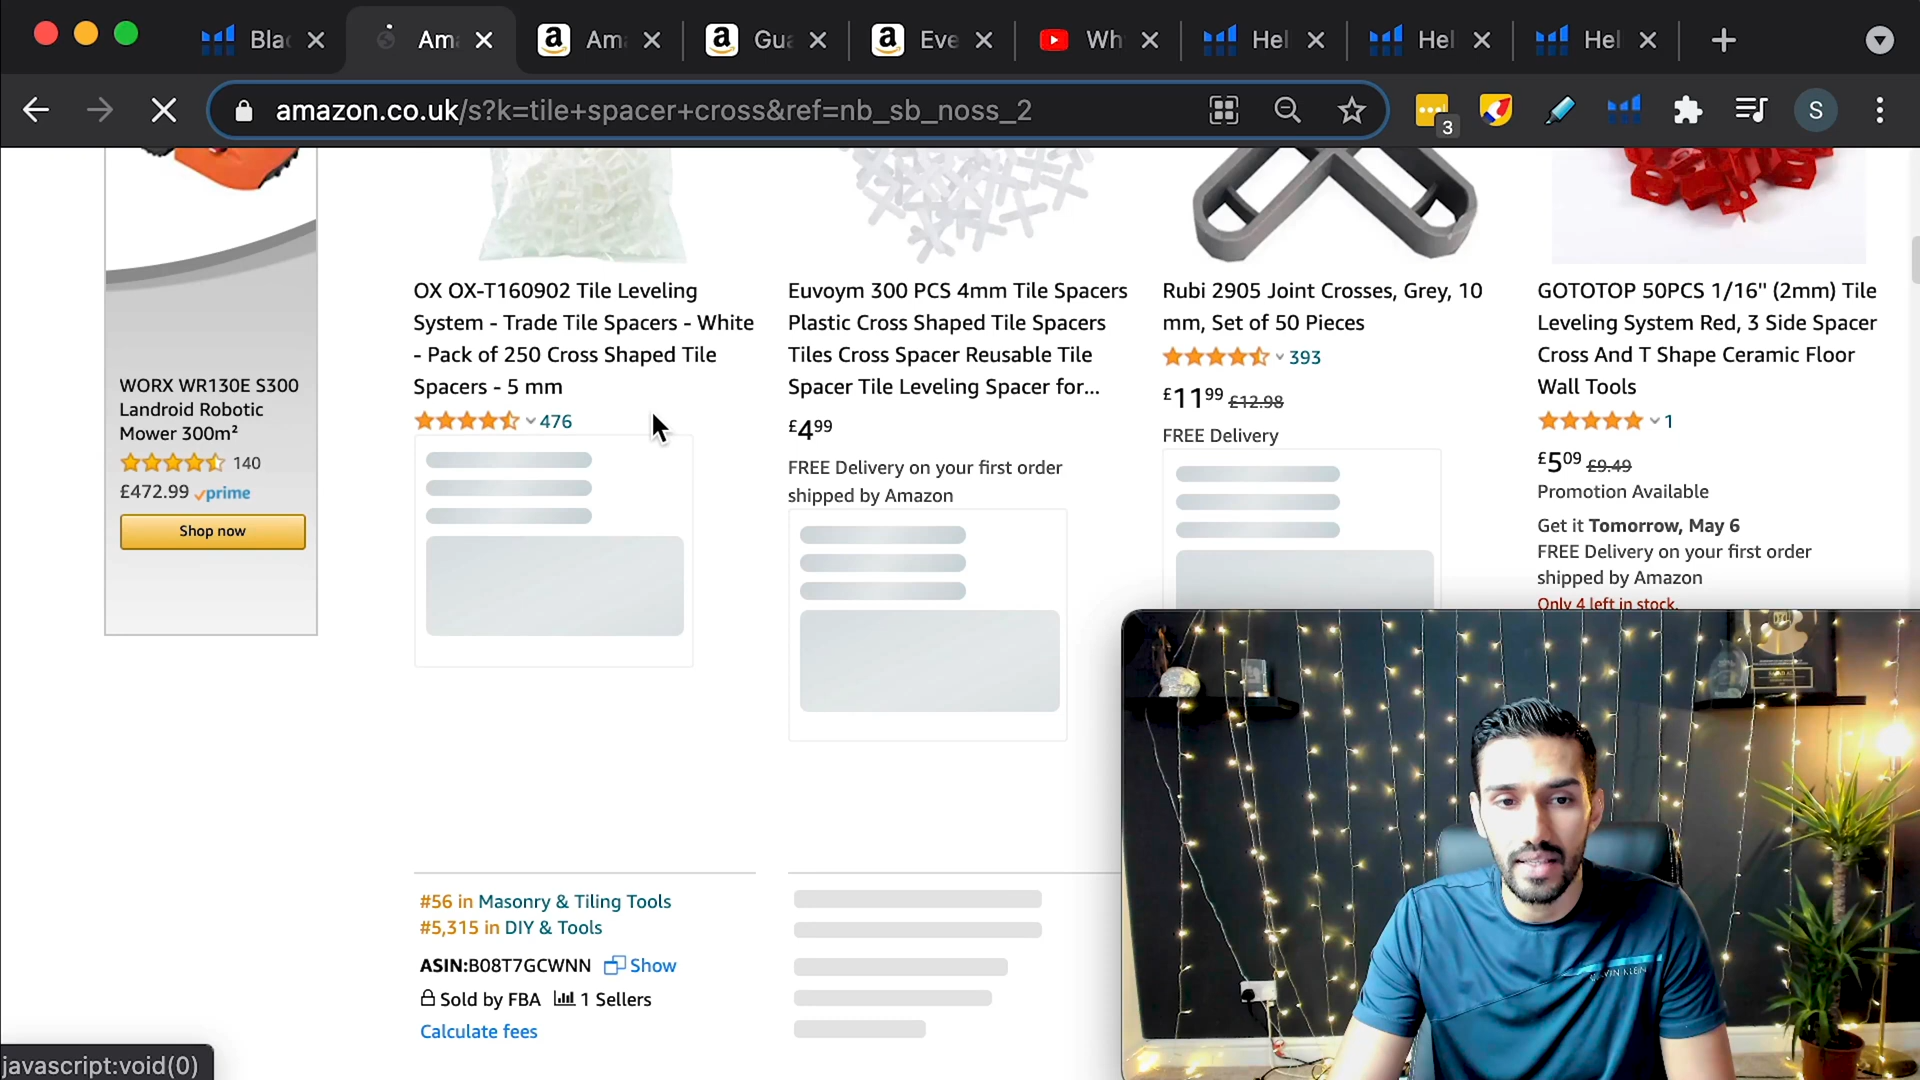 Bla
Am
Am
Gu
Eve
Wh
Hel
Hel
Hel
amazon.co.uk/s?k=tile+spacer+cross&ref=nb_sb_noss_2
3
S
WORX WR130E S300
Landroid Robotic
Mower 300m²
140
£472.99 prime
Shop now
OX OX-T160902 Tile Leveling
System - Trade Tile Spacers - White
- Pack of 250 Cross Shaped Tile
Spacers - 5 mm
476
Euvoym 300 PCS 4mm Tile Spacers
Plastic Cross Shaped Tile Spacers
Tiles Cross Spacer Reusable Tile
Spacer Tile Leveling Spacer for...
£4.99
FREE Delivery on your first order
shipped by Amazon
Rubi 2905 Joint Crosses, Grey, 10
mm, Set of 50 Pieces
393
£11.99 £12.98
FREE Delivery
GOTOTOP 50PCS 1/16" (2mm) Tile
Leveling System Red, 3 Side Spacer
Cross And T Shape Ceramic Floor
Wall Tools
1
£5.09 £9.49
Promotion Available
Get it Tomorrow, May 6
FREE Delivery on your first order
shipped by Amazon
Only 4 left in stock.
#56 in Masonry & Tiling Tools
#5,315 in DIY & Tools
ASIN:B08T7GCWNN Show
Sold by FBA 1 Sellers
Calculate fees
javascript:void(0)